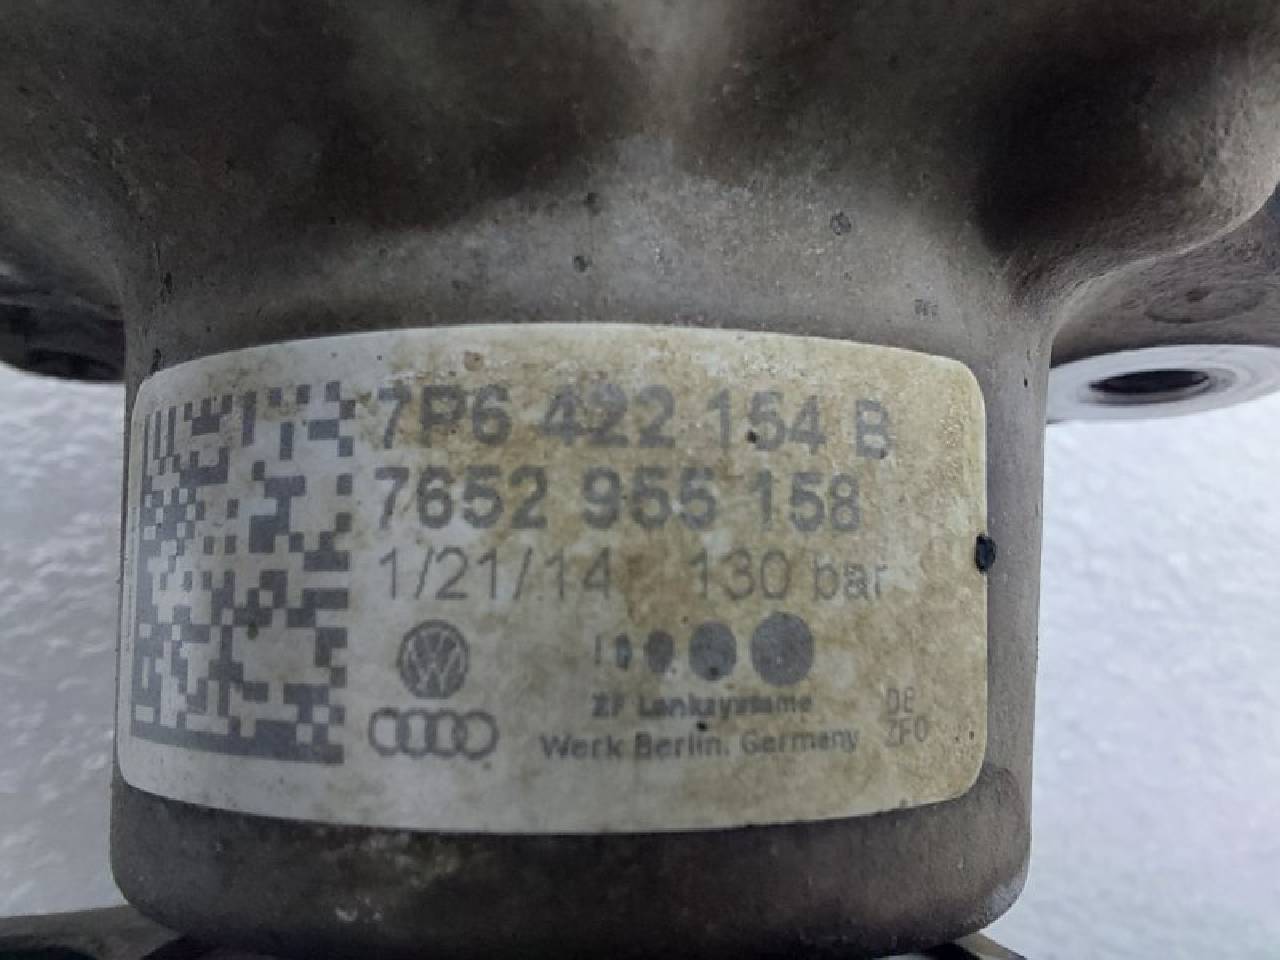 7P6 422 154 B
7652 955 158
1/21/14 130 bar
ZF Lenksysteme
Werk Berlin, Germany
DE
ZF0